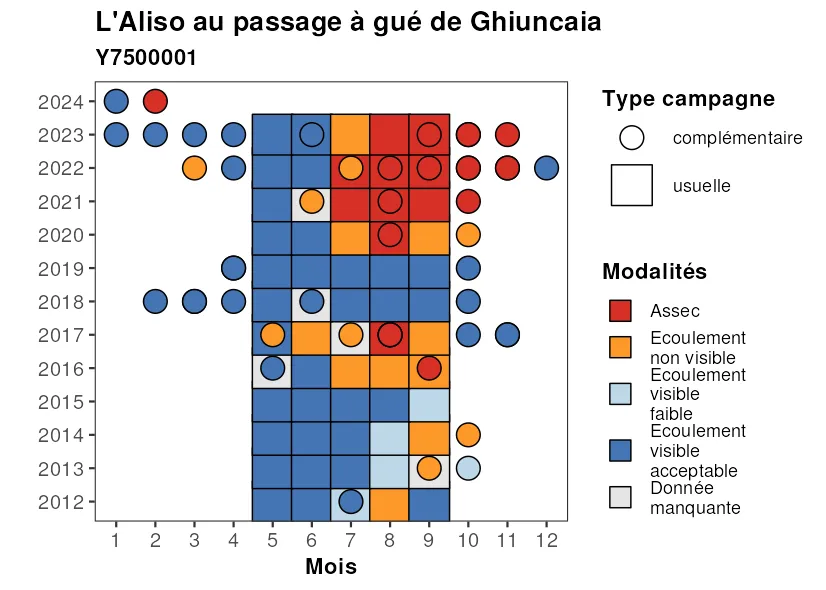 L'Aliso au passage à gué de Ghiuncaia
Y7500001
2024
2023
2022
2021
2020
2019
2018
2017
2016
2015
2014
2013
2012
1 2 3 4 5 6 7 8 9 10 11 12
Mois
Type campagne
complémentaire
usuelle
Modalités
Assec
Ecoulement
non visible
Ecoulement
visible
faible
Ecoulement
visible
acceptable
Donnée
manquante